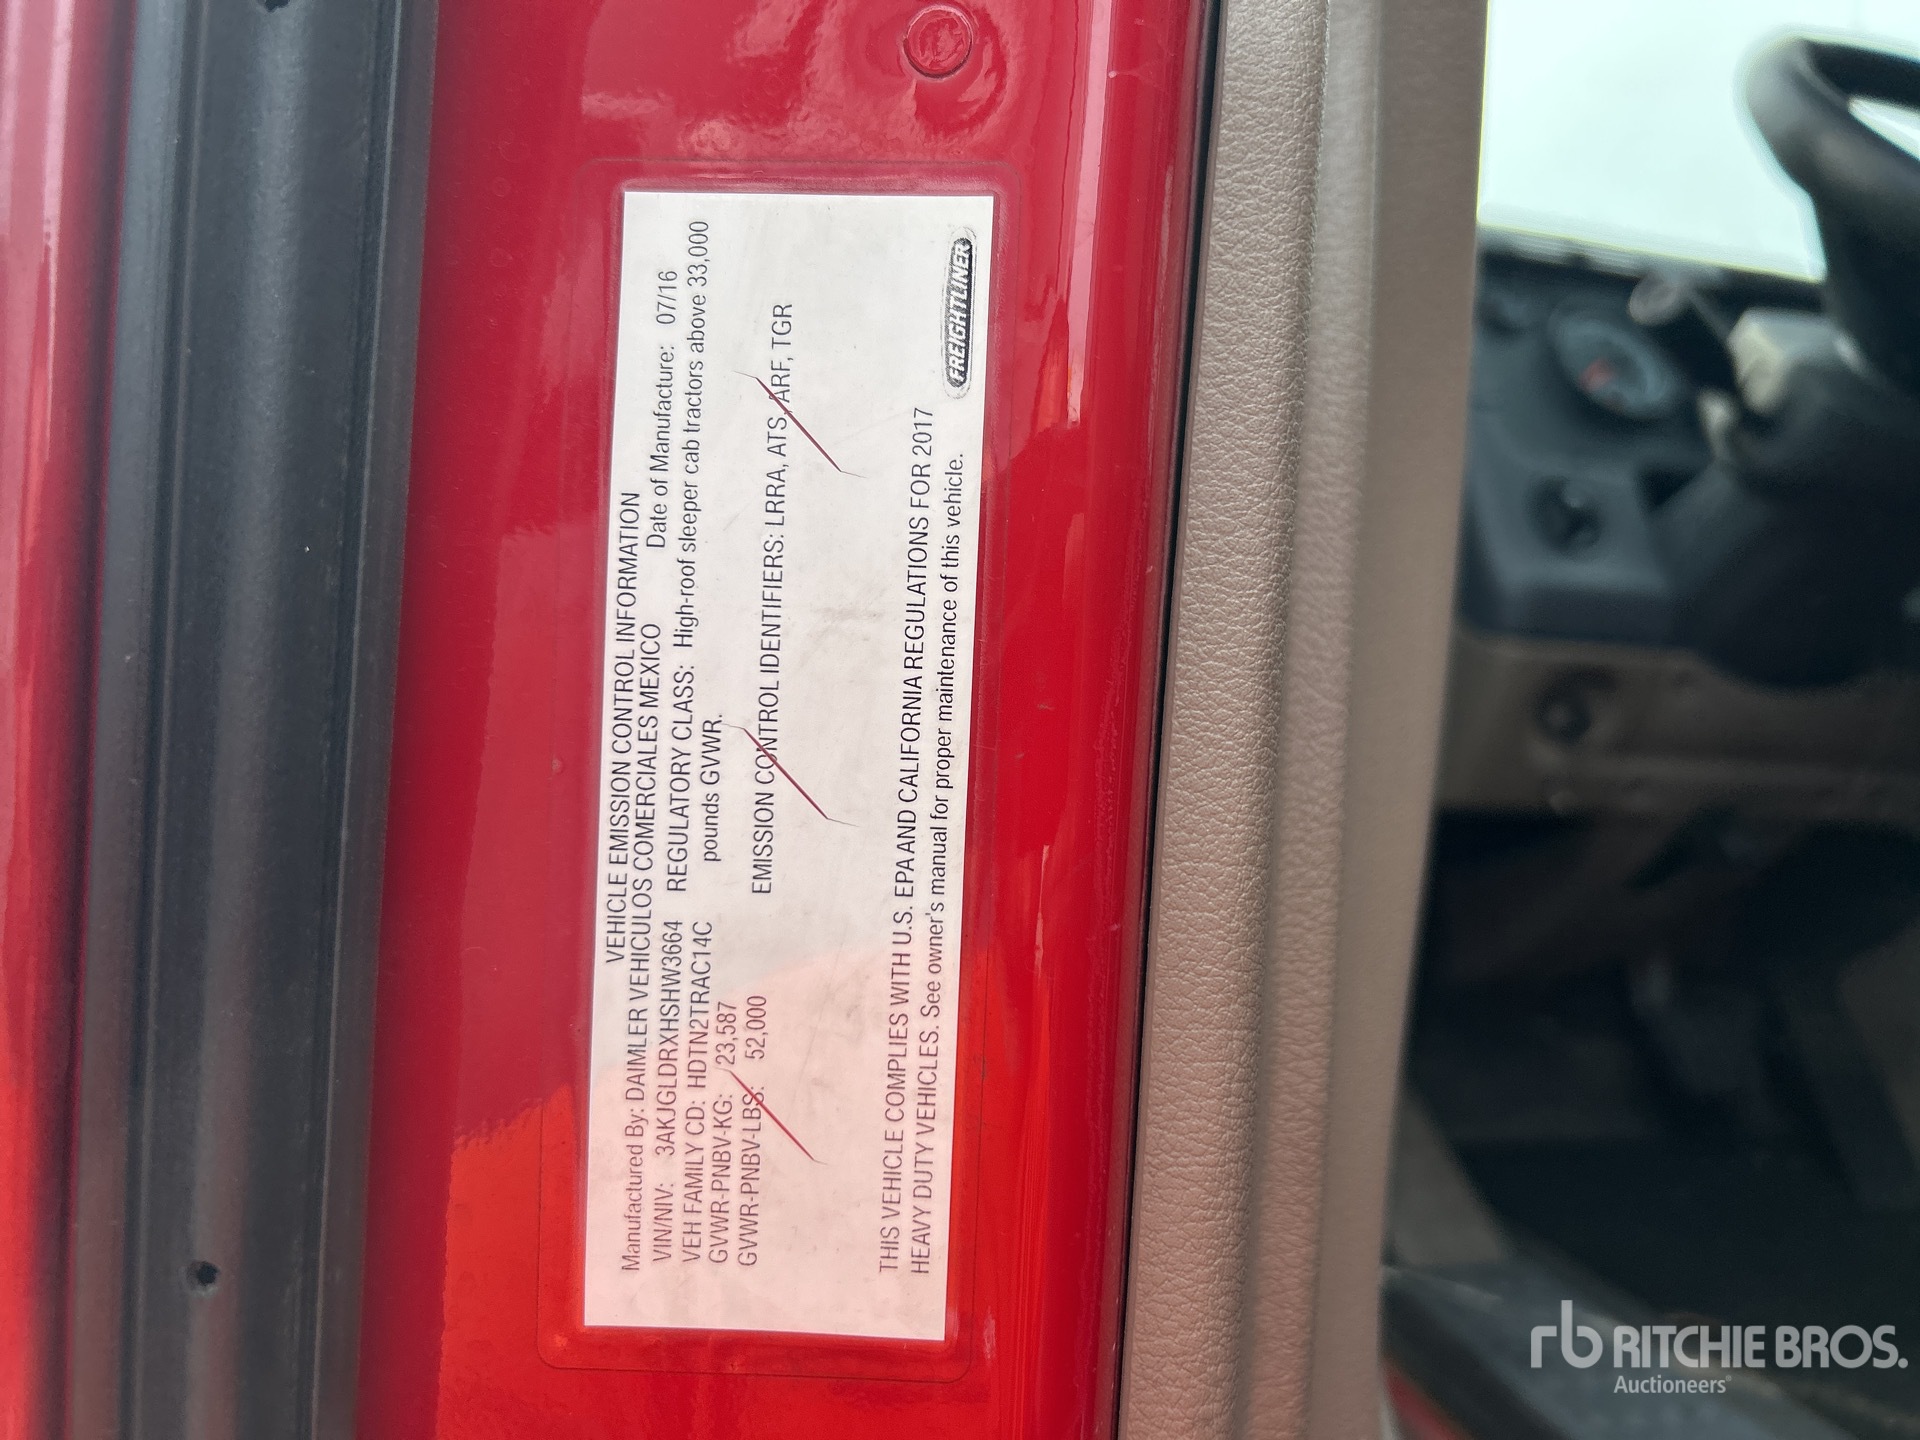 VEHICLE EMISSION CONTROL INFORMATION
Manufactured By: DAIMLER VEHICULOS COMERCIALES MEXICO
VIN/NIV: 3AKJGLDRXHSHW3664 Date of Manufacture: 07/16
VEH FAMILY CD: HDTN2TRAC14C REGULATORY CLASS: High-roof sleeper cab tractors above 33,000
GVWR-PNBV-KG: 23,587 pounds GVWR.
GVWR-PNBV-LBS: 52,000
EMISSION CONTROL IDENTIFIERS: LRRA, ATS, ARF, TGR
THIS VEHICLE COMPLIES WITH U.S. EPA AND CALIFORNIA REGULATIONS FOR 2017
HEAVY DUTY VEHICLES. See owner's manual for proper maintenance of this vehicle.
FREIGHTLINER
rb RITCHIE BROS.
Auctioneers